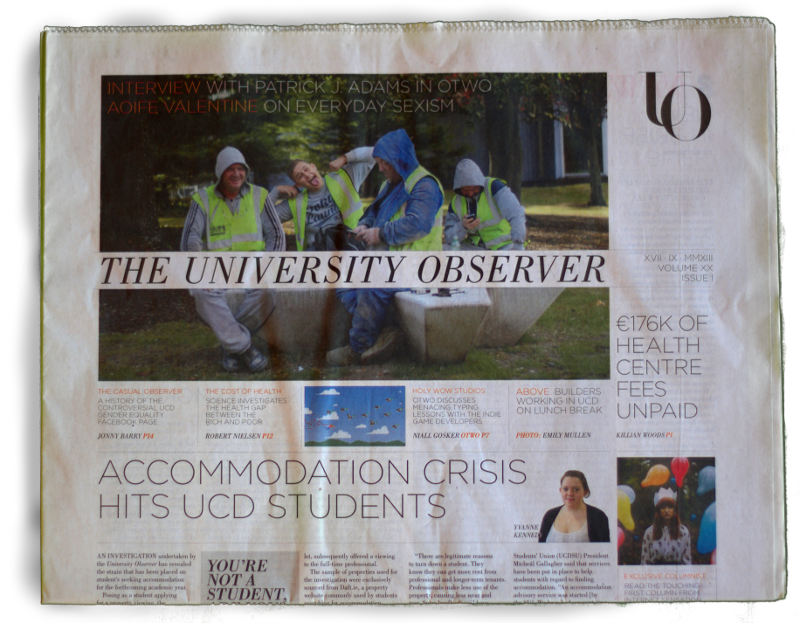 INTERVIEW WITH PATRICK J. ADAMS IN OTWO
AOIFE VALENTINE ON EVERYDAY SEXISM
UO
THE UNIVERSITY OBSERVER
XVII · IX · MMXIII
VOLUME XX
ISSUE 1
€176K OF
HEALTH
CENTRE
FEES
UNPAID
KILLIAN WOODS P1
THE CASUAL OBSERVER
A HISTORY OF THE
CONTROVERSIAL UCD
GENDER EQUALITY
FACEBOOK PAGE
JONNY BARRY P24
THE COST OF HEALTH
SCIENCE INVESTIGATES
THE HEALTH GAP
BETWEEN THE
RICH AND POOR
ROBERT NIELSEN P12
HOLY WOW STUDIOS
OTWO DISCUSSES
MENACING TYPING
LESSONS WITH THE INDIE
GAME DEVELOPERS
NIALL GOSKER OTWO P7
ABOVE BUILDERS
WORKING IN UCD
ON LUNCH BREAK
PHOTO: EMILY MULLEN
ACCOMMODATION CRISIS
HITS UCD STUDENTS
YVANNE
KENNEDY
AN INVESTIGATION undertaken by
the University Observer has revealed
the strain that has been placed on
student's seeking accommodation
for the forthcoming academic year.
Posing as a student applying
YOU'RE
NOT A
STUDENT,
let, subsequently offered a viewing
to the full-time professional.
The sample of properties used for
the investigation were exclusively
sourced from Daft.ie, a property
website commonly used by students
"There are legitimate reasons
to turn down a student. They
know they can get more rent from
professional and longer-term tenants.
Professionals make less use of the
Students' Union (UCDSU) President
Micheal Gallagher said that services
have been put in place to help
students with regard to finding
accommodation. "An accommodation
advisory service was started by
EXCLUSIVE COLUMNIST
READ THE TOUCHING
FIRST COLUMN FROM
INTERNET SENSATION